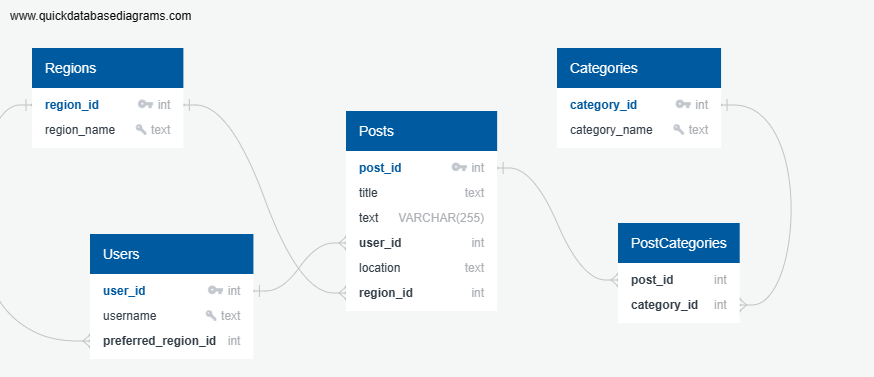 www.quickdatabasediagrams.com
Regions
region_id int
region_name text
Categories
category_id int
category_name text
Posts
post_id int
title text
text VARCHAR(255)
user_id int
location text
region_id int
Users
user_id int
username text
preferred_region_id int
PostCategories
post_id int
category_id int